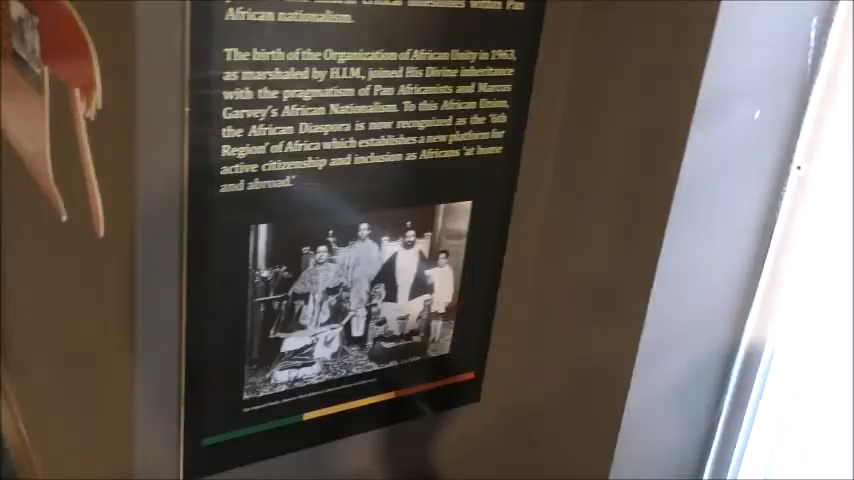 within Pan
African nationalism.
The birth of the Organization of African Unity in 1963,
as marshaled by H.I.M, joined His Divine inheritance
with the pragmatism of Pan Africanists and Marcus
Garvey's African Nationalism. To this African Union,
the African Diaspora is now recognized as the '6th
Region' of Africa which establishes a new platform for
active citizenship and inclusion as Africans 'at home
and abroad.'